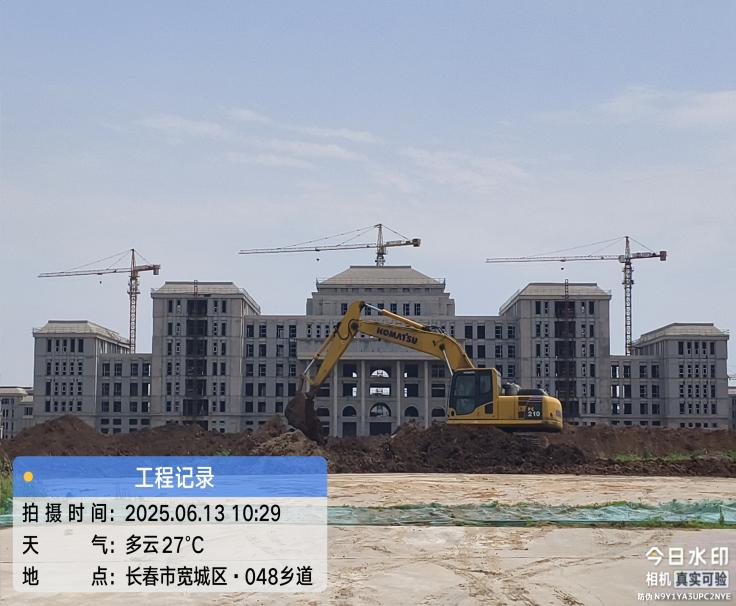 KOMATSU
PC
210
工程记录
拍摄时间：2025.06.13 10:29
天气：多云27°C
地点：长春市宽城区·048乡道
今日水印
相机 真实可验
防伪 N9Y1YA3UPC2NYE